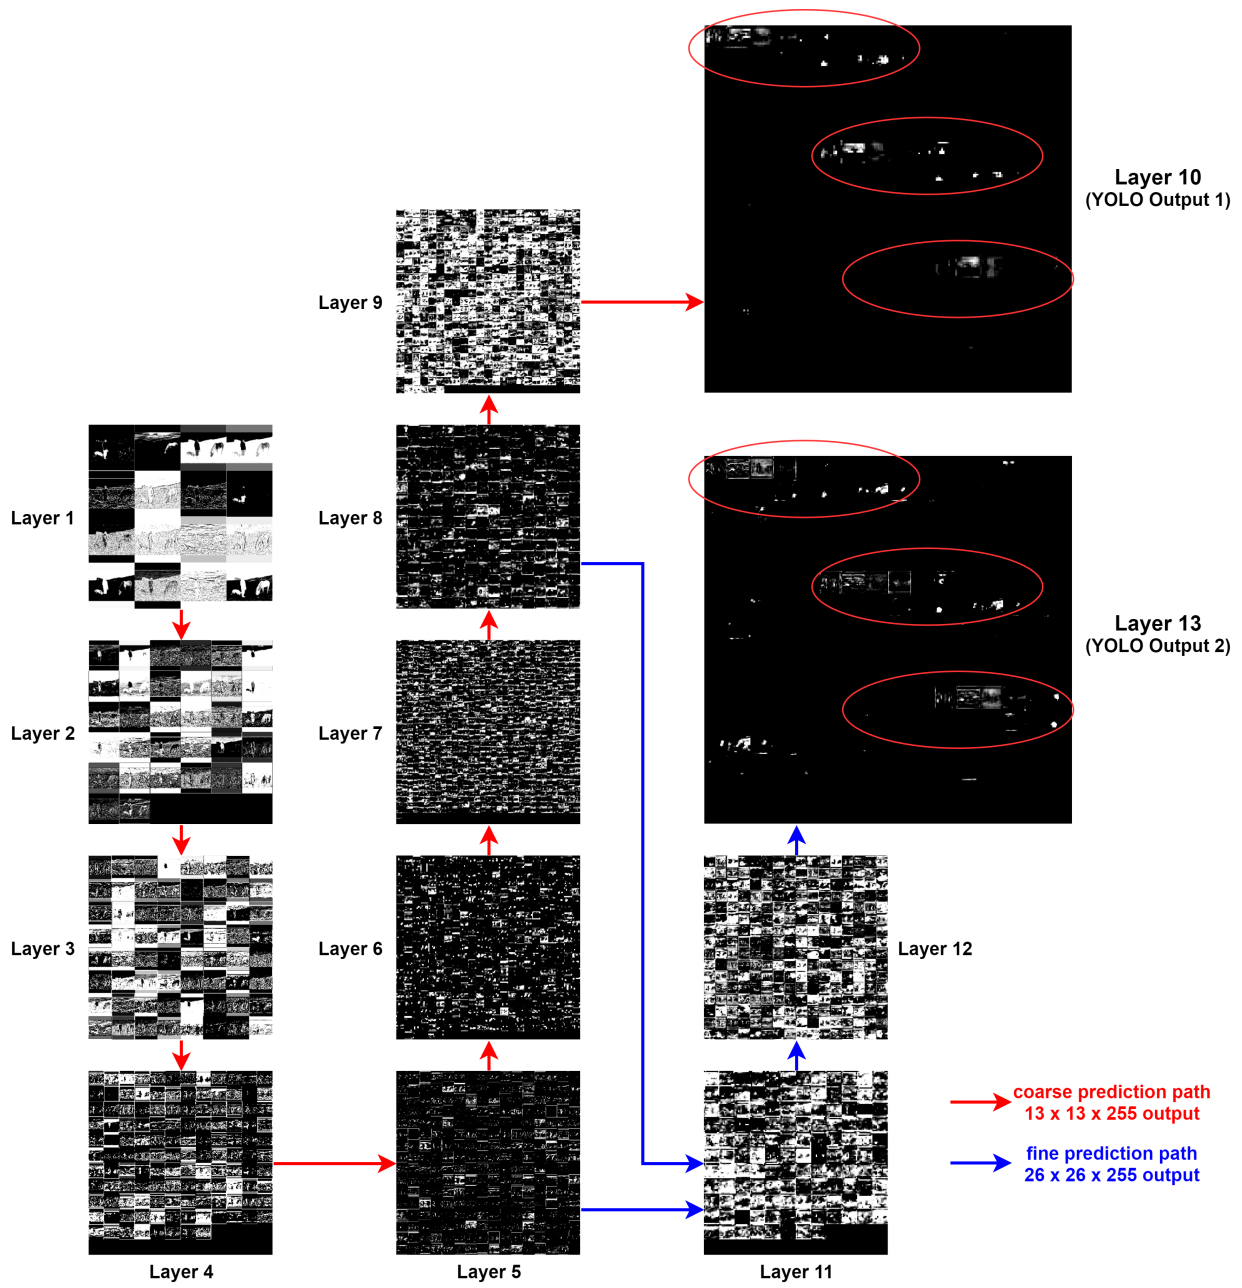 Layer 10
(YOLO Output 1)
Layer 9
Layer 1
Layer 8
Layer 13
(YOLO Output 2)
Layer 2
Layer 7
Layer 3
Layer 6
Layer 12
coarse prediction path
13 x 13 x 255 output
fine prediction path
26 x 26 x 255 output
Layer 4
Layer 5
Layer 11